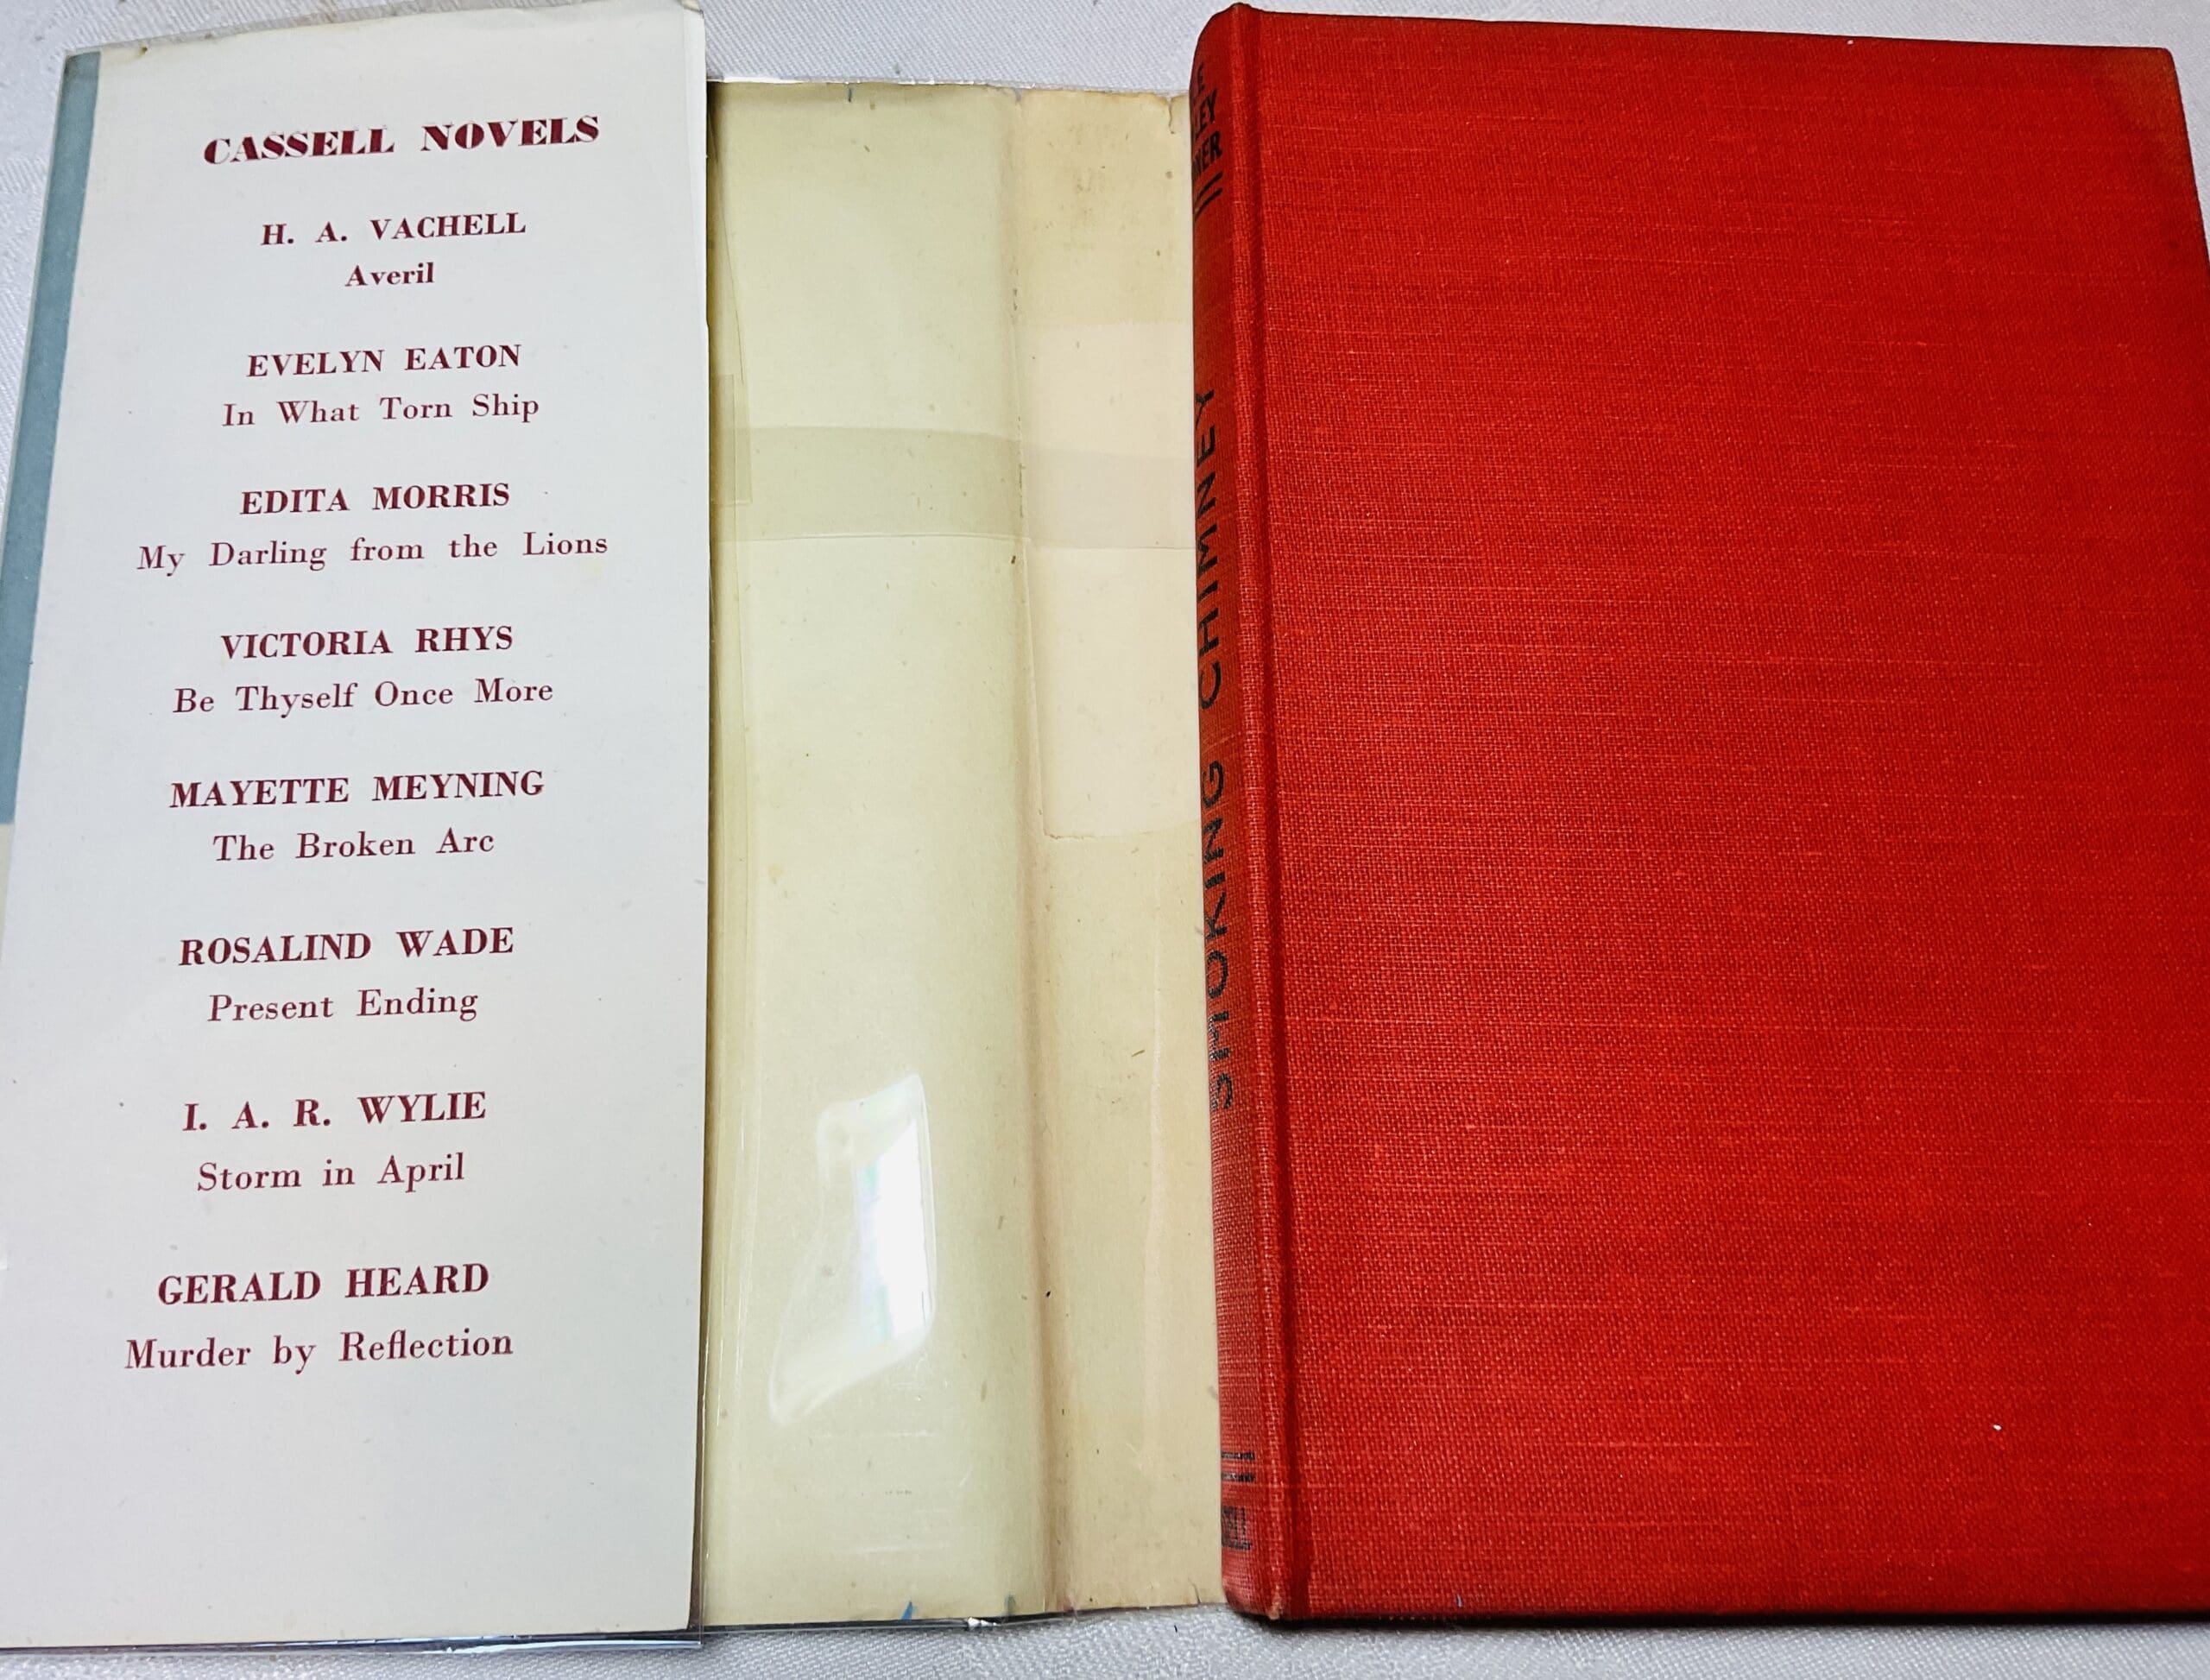 CASSELL NOVELS
H. A. VACHELL
Averil
EVELYN EATON
In What Torn Ship
EDITA MORRIS
My Darling from the Lions
VICTORIA RHYS
Be Thyself Once More
MAYETTE MEYNING
The Broken Arc
ROSALIND WADE
Present Ending
I. A. R. WYLIE
Storm in April
GERALD HEARD
Murder by Reflection
SMOKING CHIMNEY